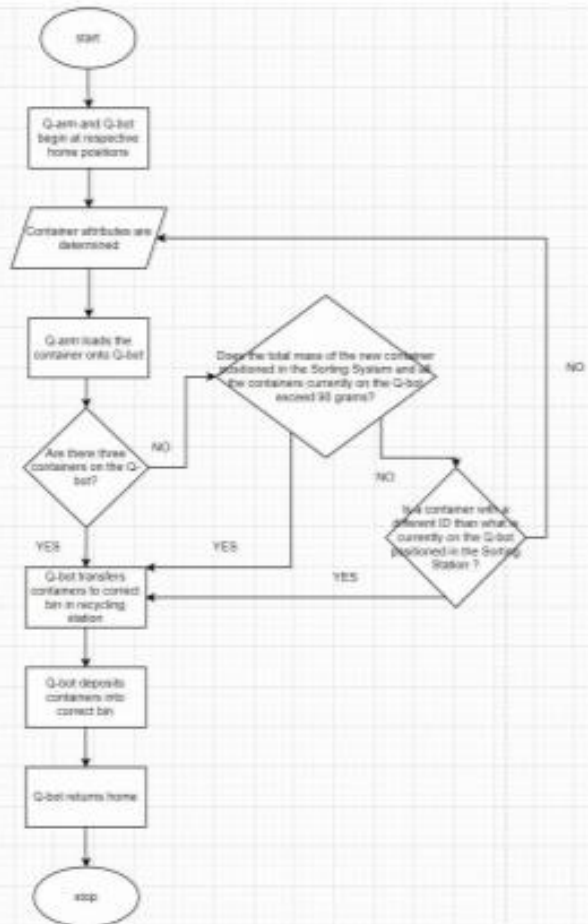 start
Q-arm and Q-bot
begin at respective
home positions
Container attributes are
determined
Q-arm loads the
container onto Q-bot
Does the total mass of the new container
positioned in the Sorting System and all
the containers currently on the Q-bot
exceed 90 grams?
NO
Are there three
containers on the Q-
bot?
NO
NO
Is a container with a
different ID than what is
currently on the Q-bot
positioned in the Sorting
Station ?
YES
YES
YES
Q-bot transfers
containers to correct
bin in recycling
station
Q-bot deposits
containers into
correct bin
Q-bot returns home
stop